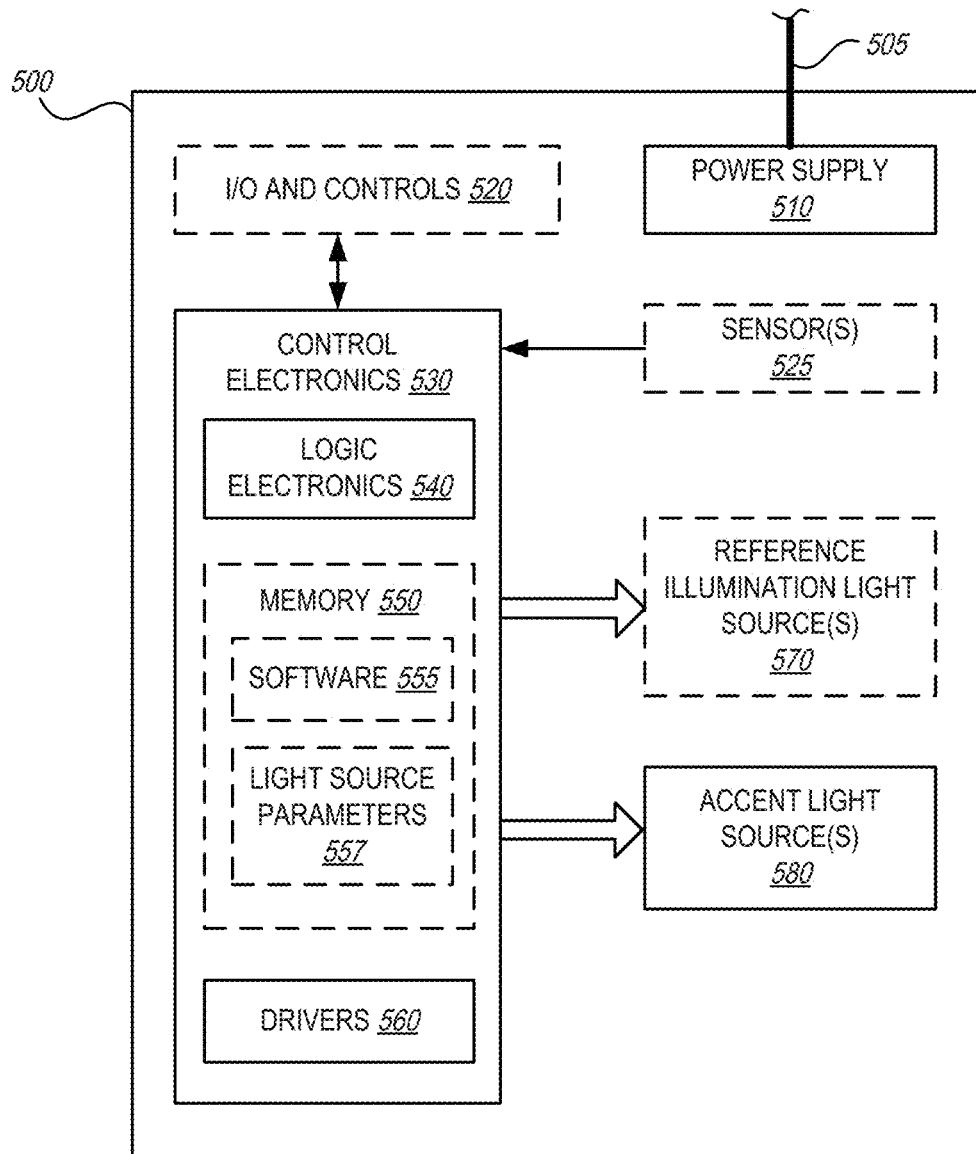 505
500
I/O AND CONTROLS 520
POWER SUPPLY
510
CONTROL
ELECTRONICS 530
SENSOR(S)
525
LOGIC
ELECTRONICS 540
MEMORY 550
SOFTWARE 555
LIGHT SOURCE
PARAMETERS
557
REFERENCE
ILLUMINATION LIGHT
SOURCE(S)
570
ACCENT LIGHT
SOURCE(S)
580
DRIVERS 560